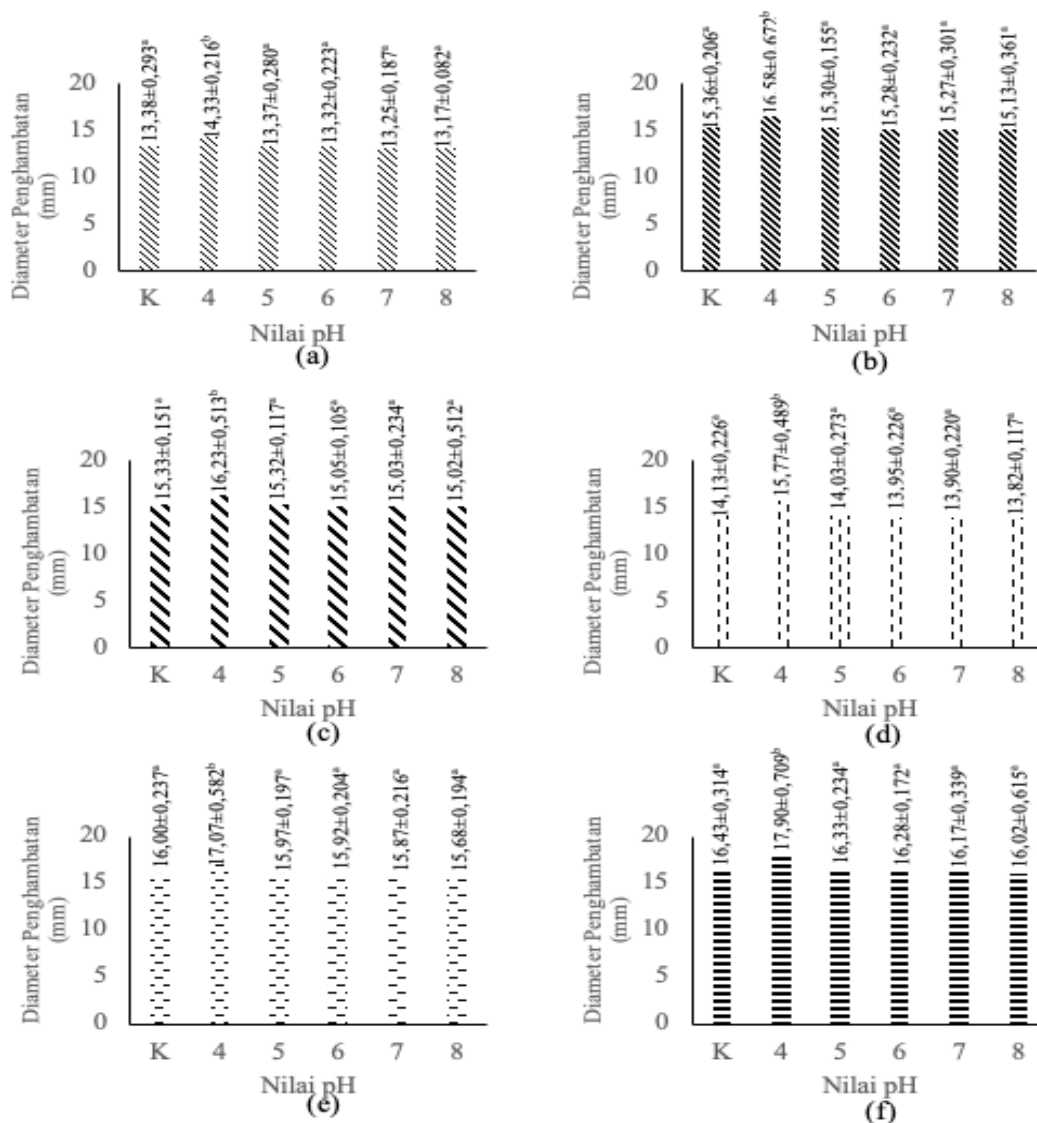 13,38±0,293ᵃ
14,33±0,216ᵇ
13,37±0,280ᵃ
13,32±0,223ᵃ
13,25±0,187ᵃ
13,17±0,082ᵃ
Diameter Penghambatan
(mm)
20
15
10
5
0
K 4 5 6 7 8
Nilai pH
(a)
15,36±0,206ᵃ
16,58±0,672ᵇ
15,30±0,155ᵃ
15,28±0,232ᵃ
15,27±0,301ᵃ
15,13±0,361ᵃ
Diameter Penghambatan
(mm)
20
15
10
5
0
K 4 5 6 7 8
Nilai pH
(b)
15,33±0,151ᵃ
16,23±0,513ᵇ
15,32±0,117ᵃ
15,05±0,105ᵃ
15,03±0,234ᵃ
15,02±0,512ᵃ
Diameter Penghambatan
(mm)
20
15
10
5
0
K 4 5 6 7 8
Nilai pH
(c)
14,13±0,226ᵃ
15,77±0,489ᵇ
14,03±0,273ᵃ
13,95±0,226ᵃ
13,90±0,220ᵃ
13,82±0,117ᵃ
Diameter Penghambatan
(mm)
20
15
10
5
0
K 4 5 6 7 8
Nilai pH
(d)
16,00±0,237ᵃ
17,07±0,582ᵇ
15,97±0,197ᵃ
15,92±0,204ᵃ
15,87±0,216ᵃ
15,68±0,194ᵃ
Diameter Penghambatan
(mm)
20
15
10
5
0
K 4 5 6 7 8
Nilai pH
(e)
16,43±0,314ᵃ
17,90±0,709ᵇ
16,33±0,234ᵃ
16,28±0,172ᵃ
16,17±0,339ᵃ
16,02±0,615ᵃ
Diameter Penghambatan
(mm)
20
15
10
5
0
K 4 5 6 7 8
Nilai pH
(f)